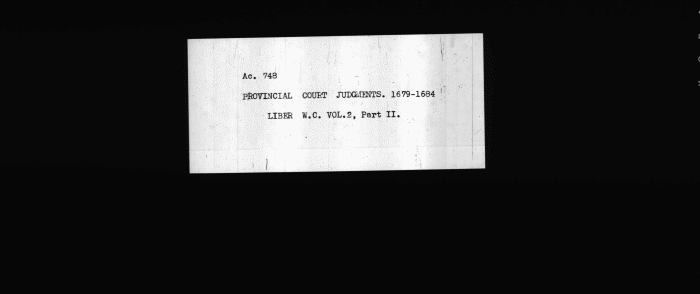 Ac. 748
PROVINCIAL COURT JUDGMENTS. 1679-1684
LIBER W.C. VOL.2, Part II.